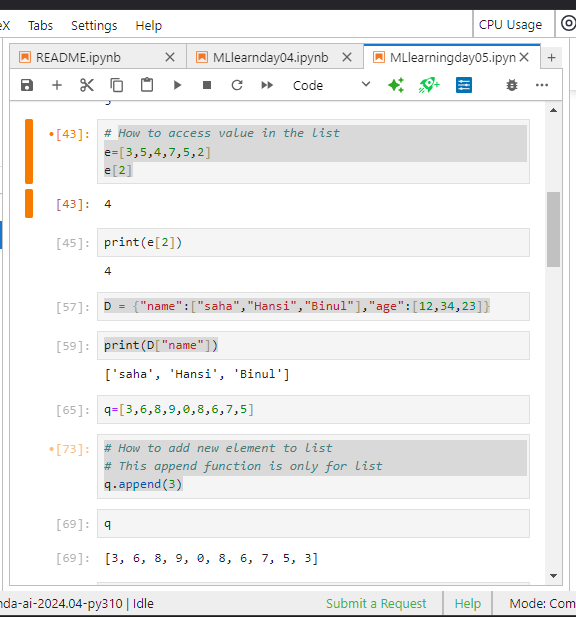 X Tabs Settings Help CPU Usage
README.ipynb MLlearnday04.ipynb MLlearningday05.ipyn
Code
[43]: # How to access value in the list
e=[3,5,4,7,5,2]
e[2]
[43]: 4
[45]: print(e[2])
4
[57]: D = {"name":["saha","Hansi","Binul"],"age":[12,34,23]}
[59]: print(D["name"])
['saha', 'Hansi', 'Binul']
[65]: q=[3,6,8,9,0,8,6,7,5]
[73]: # How to add new element to list
# This append function is only for list
q.append(3)
[69]: q
[69]: [3, 6, 8, 9, 0, 8, 6, 7, 5, 3]
nda-ai-2024.04-py310 | Idle Submit a Request Help Mode: Com